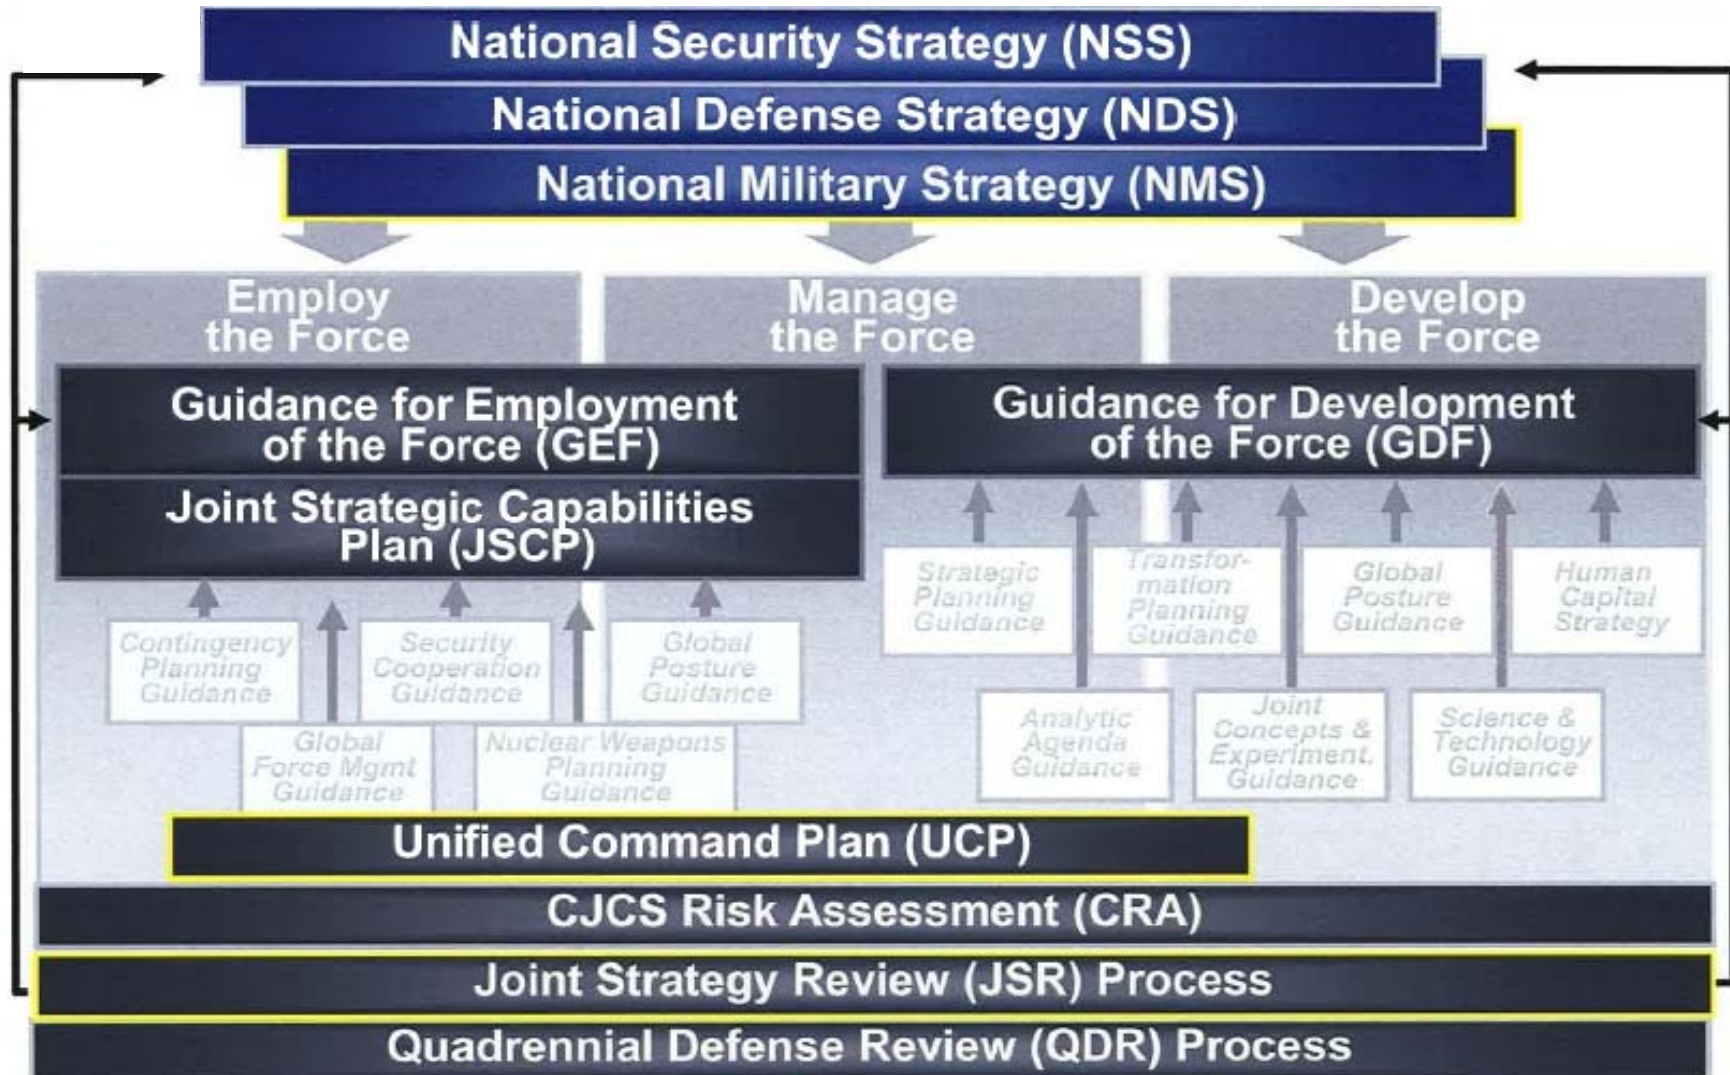 National Security Strategy (NSS)
National Defense Strategy (NDS)
National Military Strategy (NMS)
Employ
the Force
Manage
the Force
Develop
the Force
Guidance for Employment
of the Force (GEF)
Guidance for Development
of the Force (GDF)
Joint Strategic Capabilities
Plan (JSCP)
Contingency
Planning
Guidance
Security
Cooperation
Guidance
Global
Posture
Guidance
Global
Force Mgmt
Guidance
Nuclear Weapons
Planning
Guidance
Strategic
Planning
Guidance
Transfor-
mation
Planning
Guidance
Global
Posture
Guidance
Human
Capital
Strategy
Analytic
Agenda
Guidance
Joint
Concepts &
Experiment.
Guidance
Science &
Technology
Guidance
Unified Command Plan (UCP)
CJCS Risk Assessment (CRA)
Joint Strategy Review (JSR) Process
Quadrennial Defense Review (QDR) Process